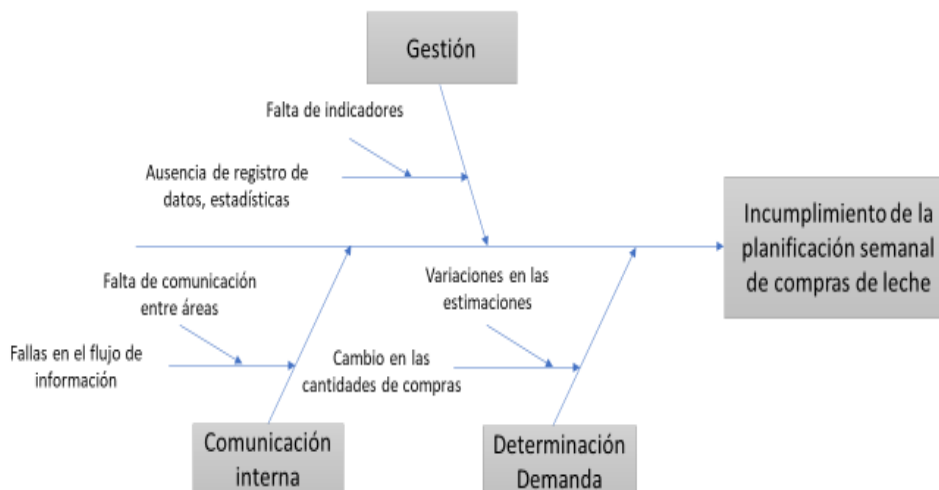 Gestión
Falta de indicadores
Ausencia de registro de
datos, estadísticas
Incumplimiento de la
planificación semanal
de compras de leche
Falta de comunicación
entre áreas
Fallas en el flujo de
información
Variaciones en las
estimaciones
Cambio en las
cantidades de compras
Comunicación
interna
Determinación
Demanda